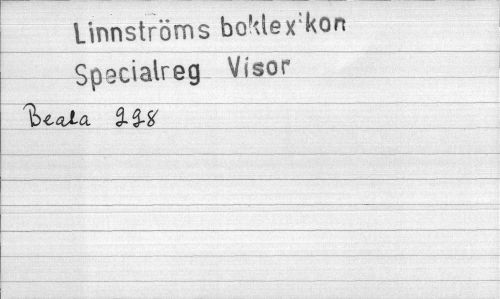 Linnströms boklexikon
Specialreg Visor
Beata 228